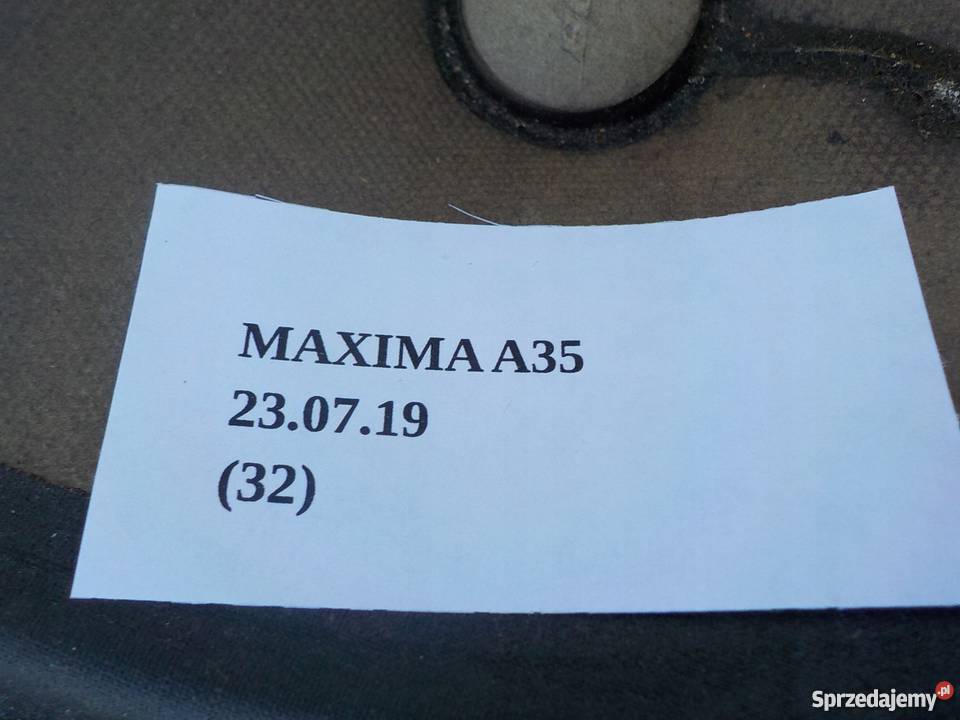 MAXIMA A35
23.07.19
(32)
Sprzedajemy.pl